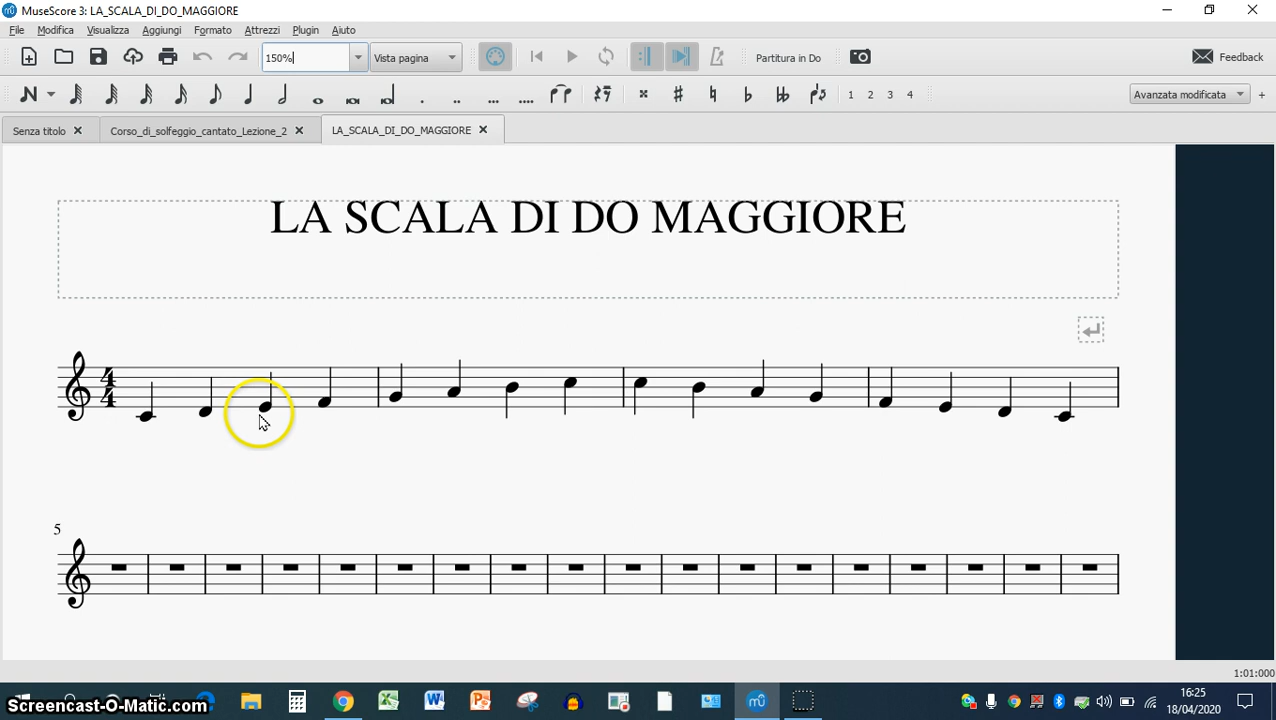 MuseScore 3: LA_SCALA_DI_DO_MAGGIORE
File Modifica Visualizza Aggiungi Formato Attrezzi Plugin Aiuto
150% Vista pagina Partitura in Do Feedback
N 1 2 3 4 Avanzata modificata +
Senza titolo Corso_di_solfeggio_cantato_Lezione_2 LA_SCALA_DI_DO_MAGGIORE
LA SCALA DI DO MAGGIORE
4
4
5
1:01:000
16:25
18/04/2020
Screencast-O-Matic.com